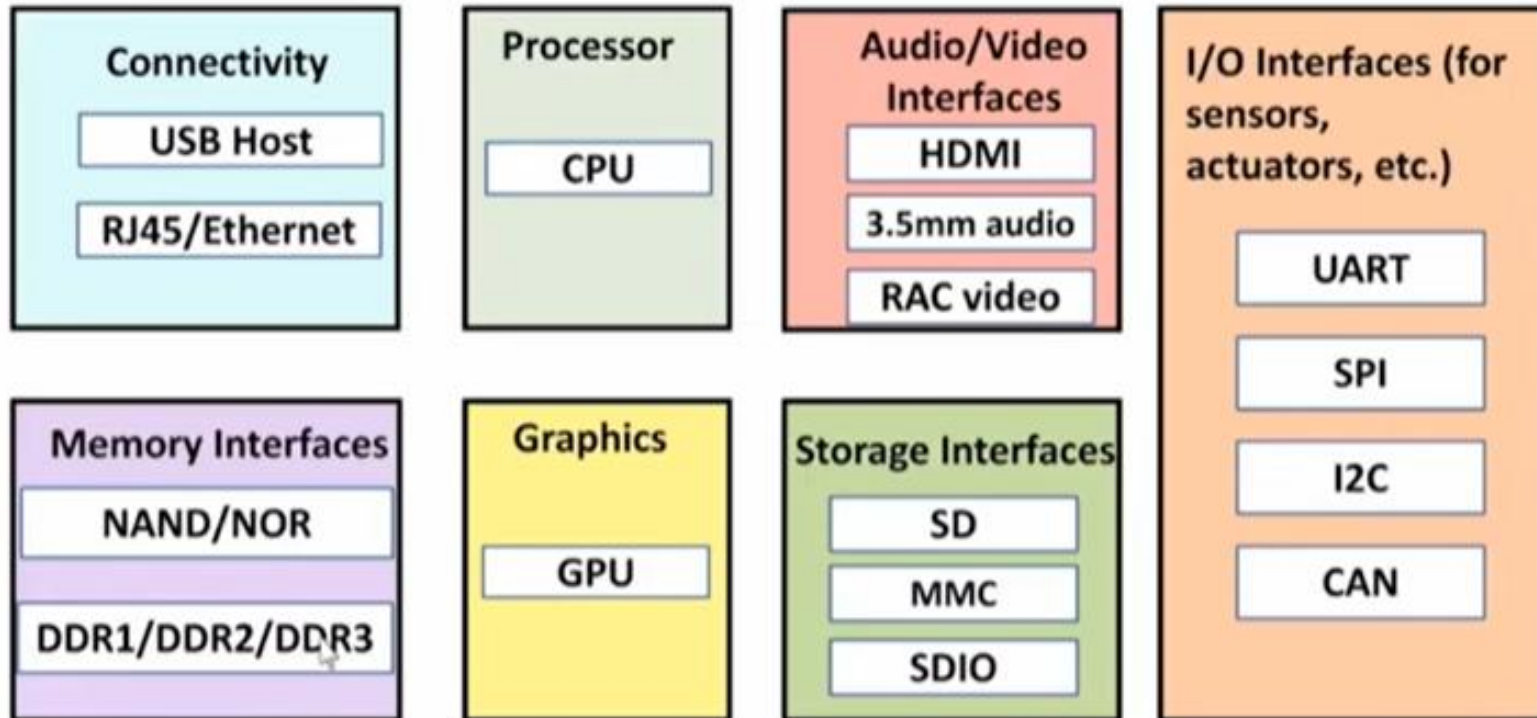 Connectivity
USB Host
RJ45/Ethernet
Processor
CPU
Audio/Video
Interfaces
HDMI
3.5mm audio
RAC video
I/O Interfaces (for
sensors,
actuators, etc.)
UART
SPI
I2C
CAN
Memory Interfaces
NAND/NOR
DDR1/DDR2/DDR3
Graphics
GPU
Storage Interfaces
SD
MMC
SDIO